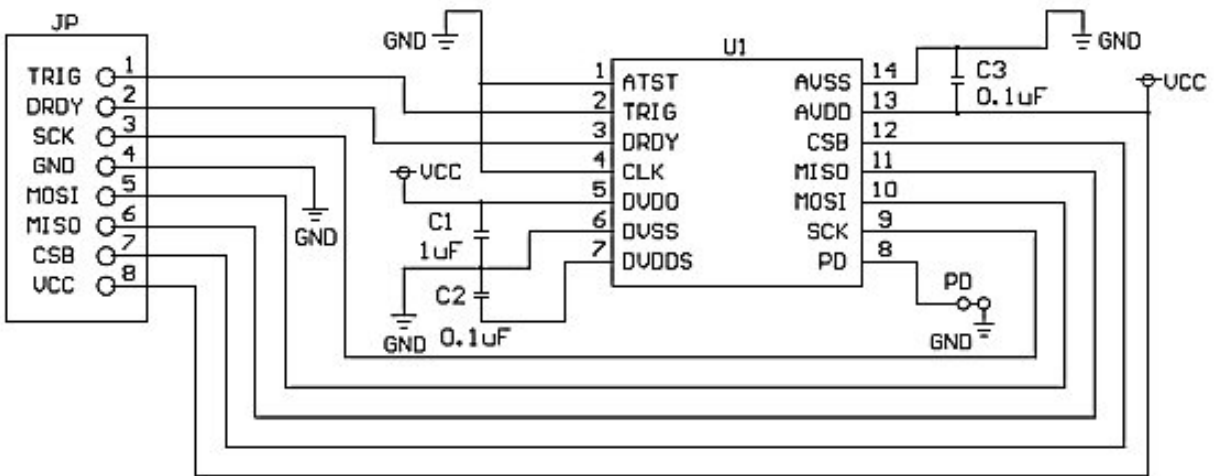 JP
TRIG 1
DRDY 2
SCK 3
GND 4
MOSI 5
MISO 6
CSB 7
VCC 8
GND
GND
VCC
C1
1uF
C2
0.1uF
GND
U1
1 ATST
2 TRIG
3 DRDY
4 CLK
5 DVDO
6 DVSS
7 DVDDS
AVSS 14
AVDD 13
CSB 12
MISO 11
MOSI 10
SCK 9
PD 8
C3
0.1uF
GND
VCC
PD
GND